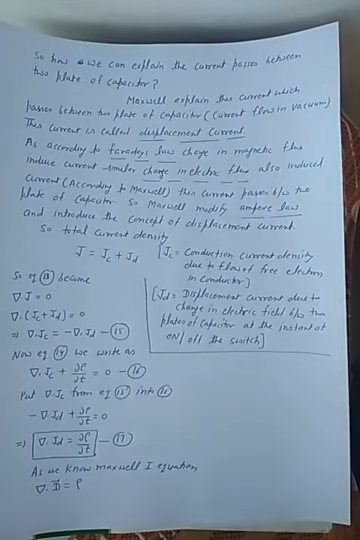 So how we can explain the current passes between
two plate of capacitor?
Maxwell explain this current which
passes between two plate of capacitor (current flow in vacuum)
This current is called displacement current.
As according to faradays law change in magnetic flux
induce current similar change in electric flux also induced
current (According to Maxwell) this current passes b/w two
plate of capacitor. So Maxwell modify ampere law
and introduce the concept of displacement current.
So total current density
J = Jc + Jd
[Jc = Conduction current density
due to flow of free electron
in conductor]
[Jd = Displacement current due to
change in electric field b/w two
plates of capacitor at the instant of
ON/off the switch]
So eq (13) become
∇.J = 0
∇.(Jc+Jd) = 0
⇒ ∇.Jc = -∇.Jd — (15)
Now eq. (14) we write as
∇.Jc + ∂ρ/∂t = 0 — (16)
Put ∇.Jc from eq (15) into (16)
-∇.Jd + ∂ρ/∂t = 0
⇒ ∇.Jd = ∂ρ/∂t — (17)
As we know maxwell I equation
∇.D⃗ = ρ